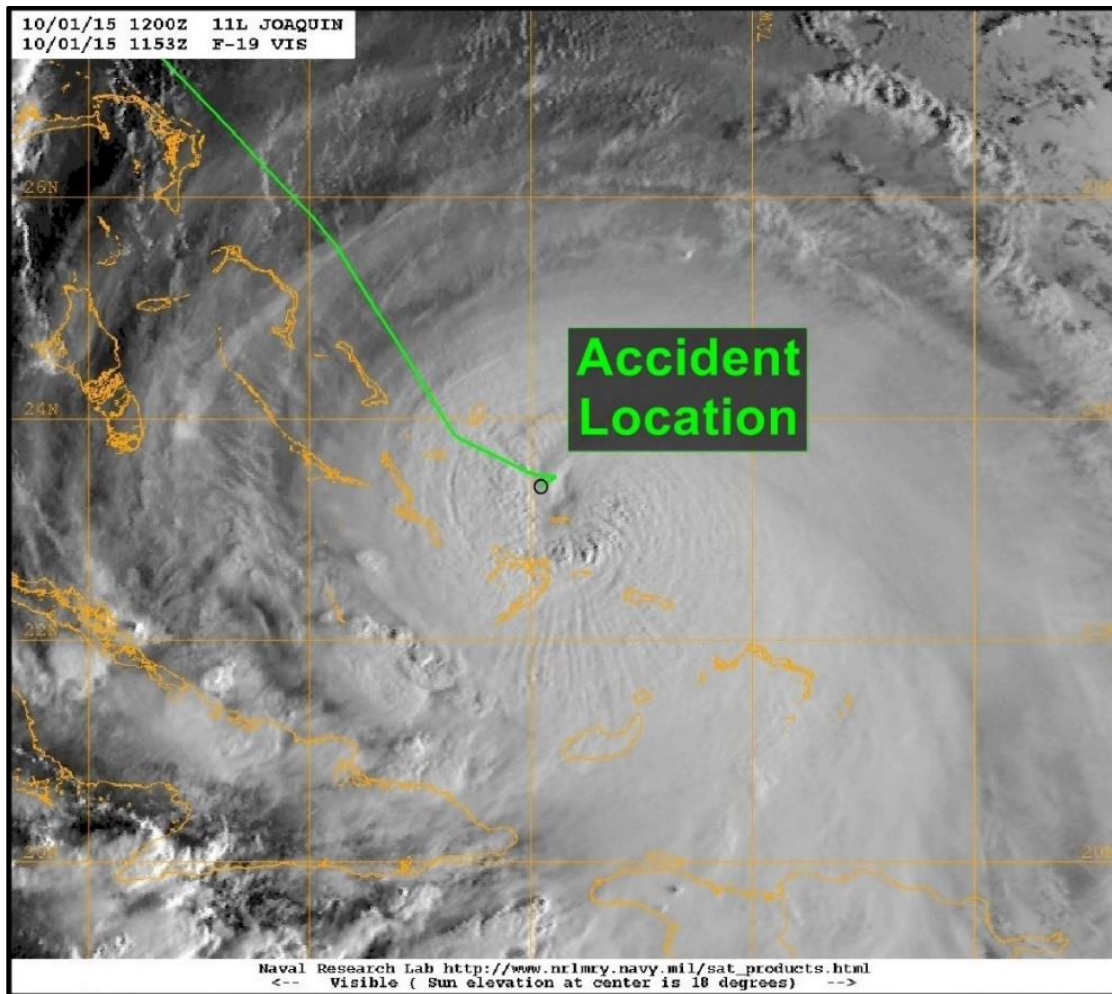 10/01/15 1200Z 11L JOAQUIN
10/01/15 1153Z F-19 VIS
72W
26N
Accident
Location
24N
20N
Naval Research Lab http://www.nrlmry.navy.mil/sat_products.html
<-- Visible ( Sun elevation at center is 18 degrees) -->